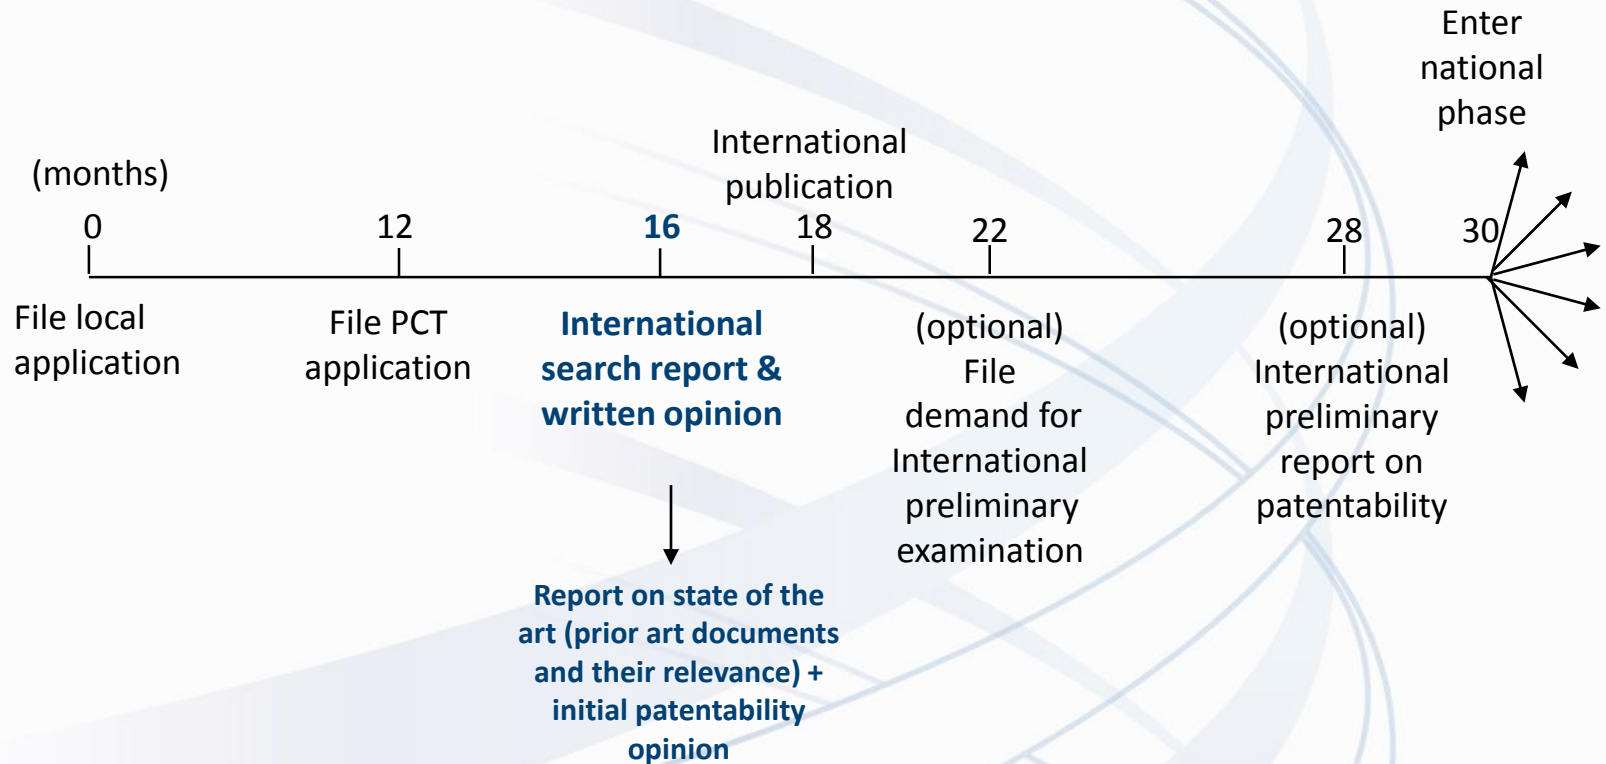 Enter
national
phase
International
publication
(months)
0
12
16
18
22
28
30
File local
application
File PCT
application
International
search report &
written opinion
(optional)
File
demand for
International
preliminary
examination
(optional)
International
preliminary
report on
patentability
Report on state of the
art (prior art documents
and their relevance) +
initial patentability
opinion